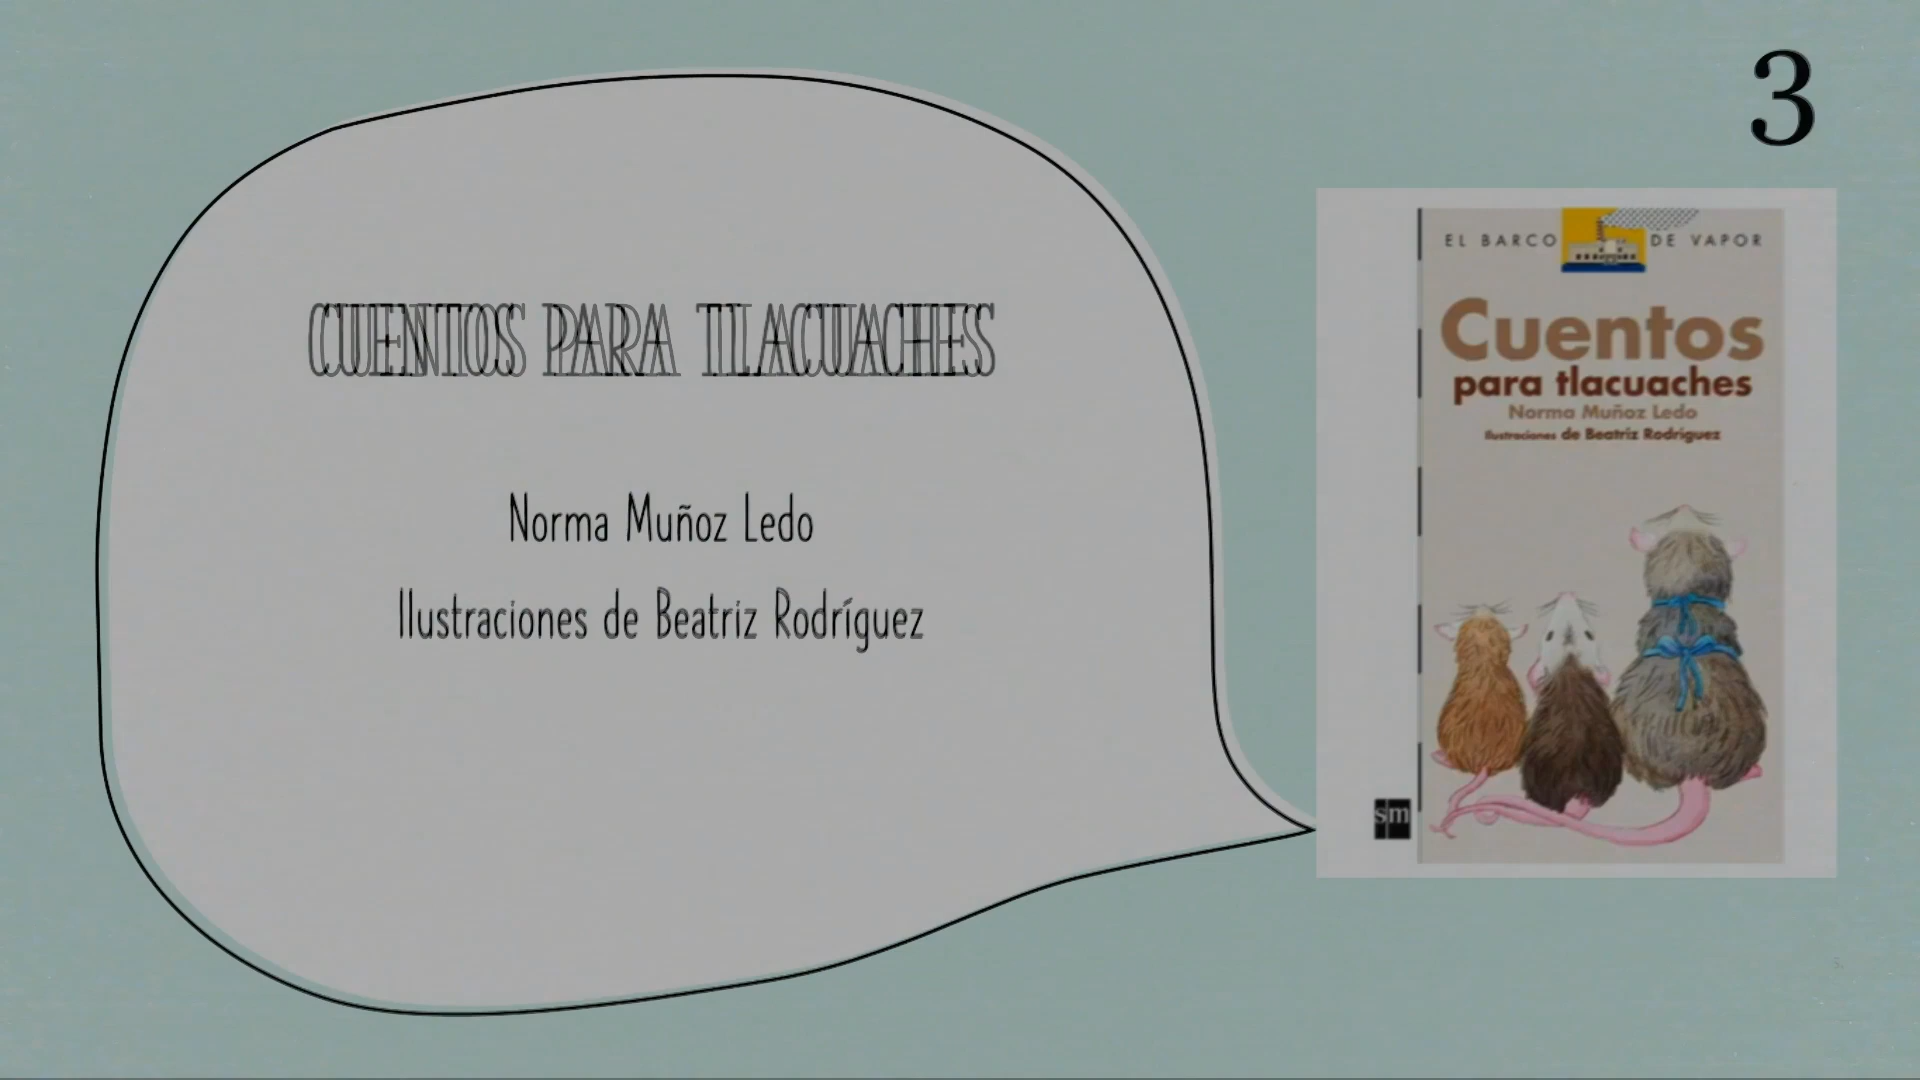 3
CUENTOS PARA TLACUACHES
Norma Muñoz Ledo
Ilustraciones de Beatriz Rodríguez
EL BARCO DE VAPOR
Cuentos
para tlacuaches
Norma Muñoz Ledo
Ilustraciones de Beatriz Rodríguez
sm